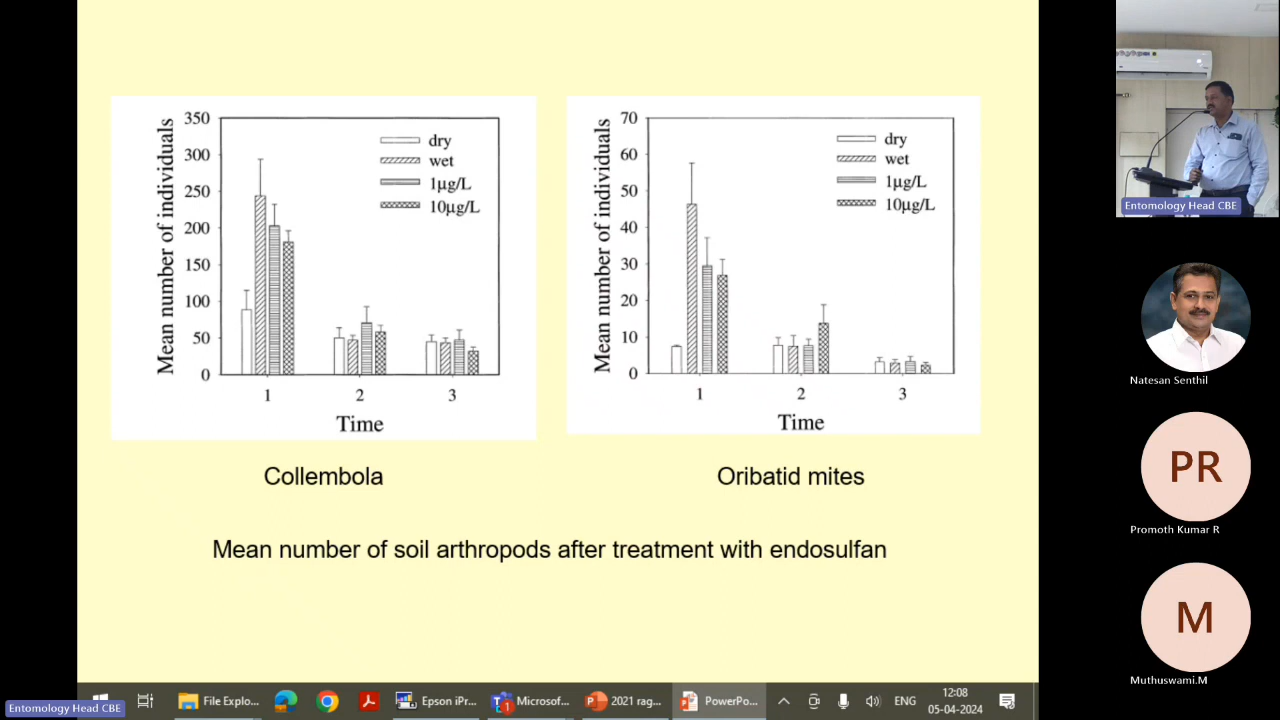 350
300
250
200
150
100
50
0
Mean number of individuals
dry
wet
1µg/L
10µg/L
1 2 3
Time
70
60
50
40
30
20
10
0
Mean number of individuals
dry
wet
1µg/L
10µg/L
1 2 3
Time
Collembola
Oribatid mites
Mean number of soil arthropods after treatment with endosulfan
Entomology Head CBE
Natesan Senthil
PR
Promoth Kumar R
M
Muthuswami.M
Entomology Head CBE
File Explo...
Epson iPr...
Microsof...
2021 rag...
PowerPo...
ENG
12:08
05-04-2024